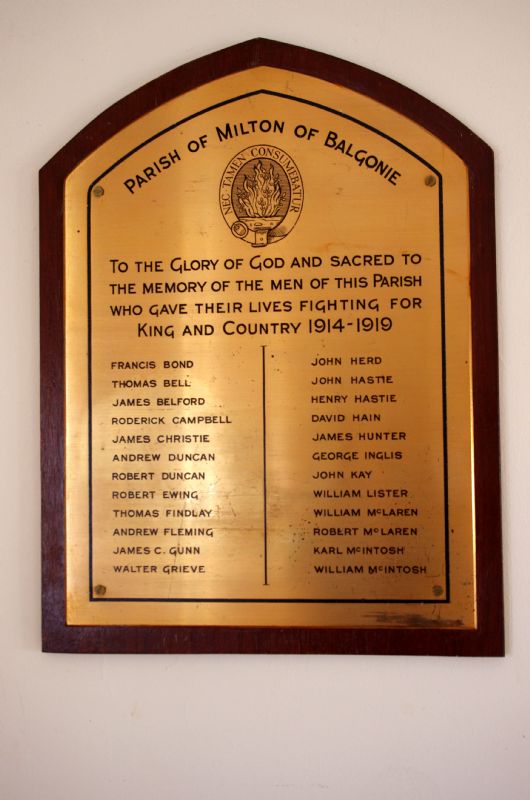 PARISH OF MILTON OF BALGONIE
NEC TAMEN CONSUMEBATUR
TO THE GLORY OF GOD AND SACRED TO
THE MEMORY OF THE MEN OF THIS PARISH
WHO GAVE THEIR LIVES FIGHTING FOR
KING AND COUNTRY 1914-1919
FRANCIS BOND
THOMAS BELL
JAMES BELFORD
RODERICK CAMPBELL
JAMES CHRISTIE
ANDREW DUNCAN
ROBERT DUNCAN
ROBERT EWING
THOMAS FINDLAY
ANDREW FLEMING
JAMES C. GUNN
WALTER GRIEVE
JOHN HERD
JOHN HASTIE
HENRY HASTIE
DAVID HAIN
JAMES HUNTER
GEORGE INGLIS
JOHN KAY
WILLIAM LISTER
WILLIAM McLAREN
ROBERT McLAREN
KARL McINTOSH
WILLIAM McINTOSH